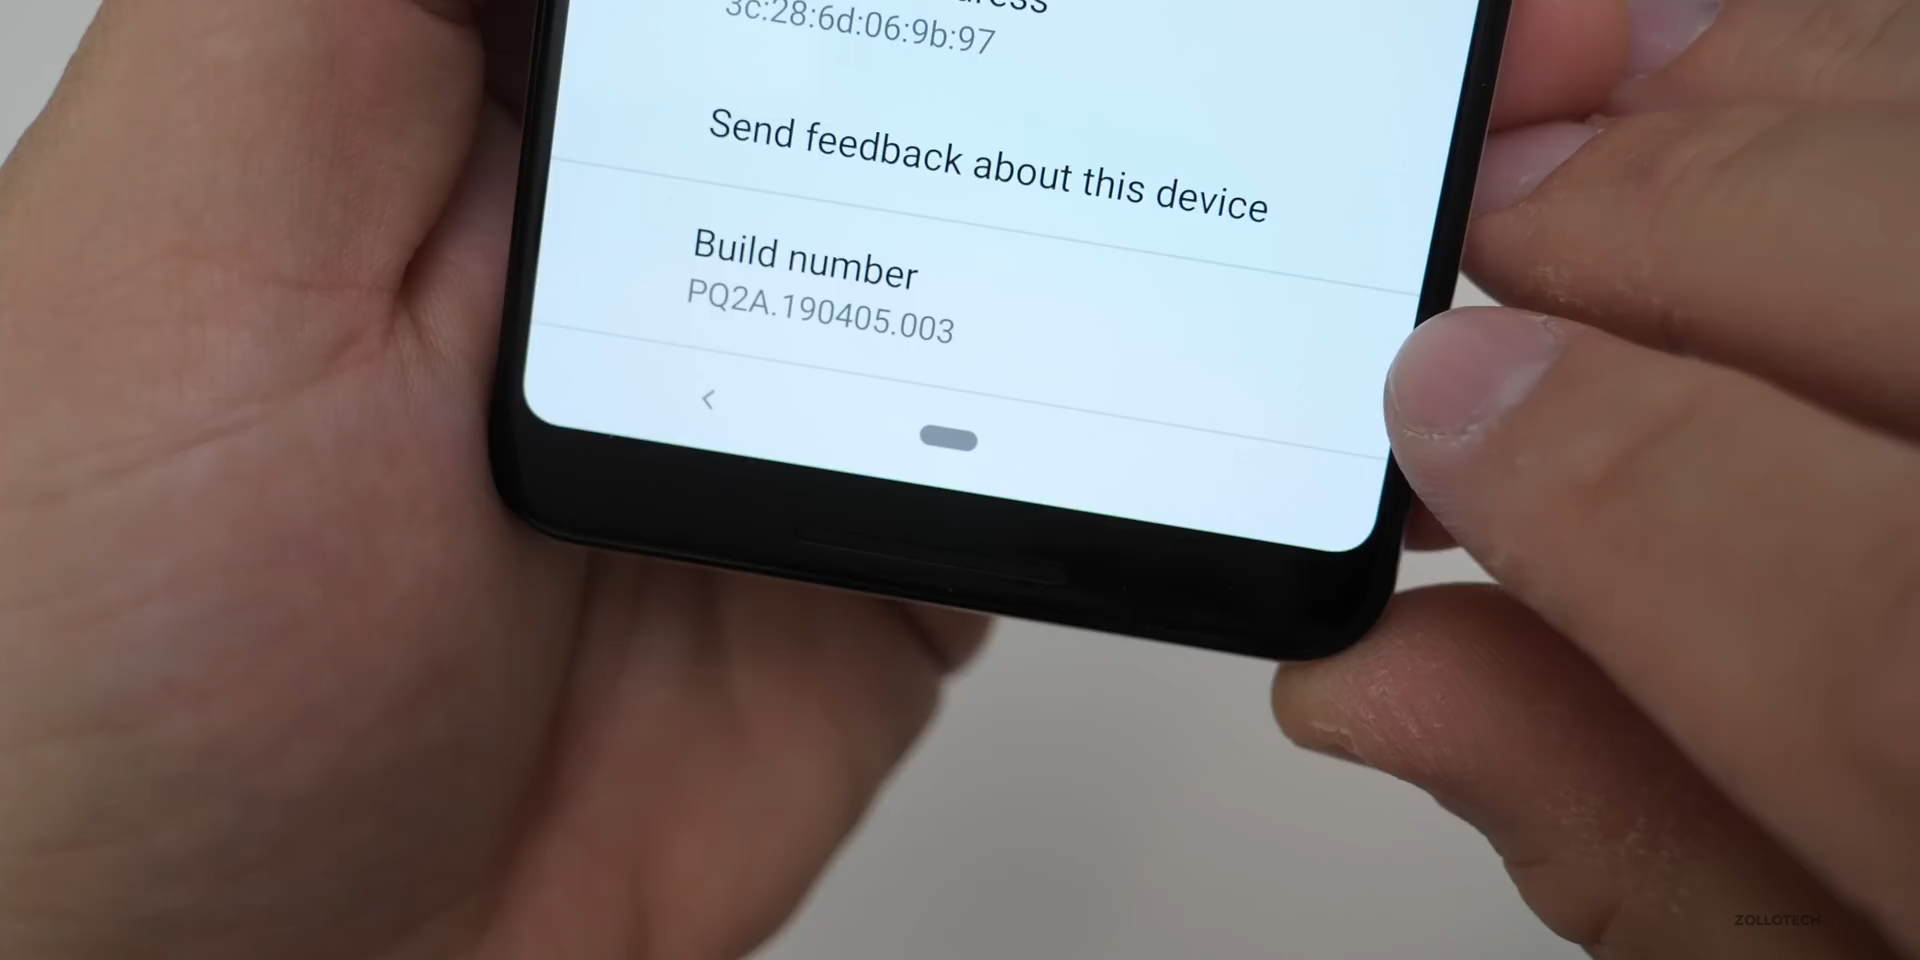 3c:28:6d:06:9b:97
Send feedback about this device
Build number
PQ2A.190405.003
ZOLLOTECH